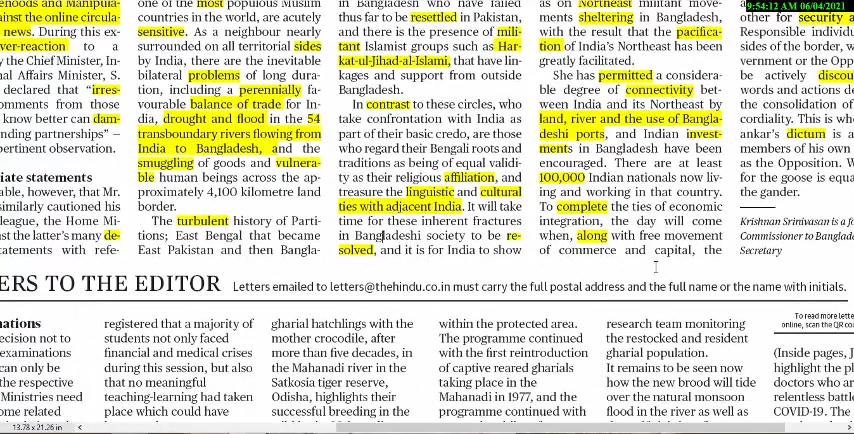 9:54:12 AM 06/04/2021
ehoods and Manipula-
against the online circula-
news. During this ex-
ver-reaction to a
y the Chief Minister, In-
nal Affairs Minister, S.
declared that “irres-
omments from those
know better can dam-
nding partnerships” —
pertinent observation.
iate statements
able, however, that Mr.
similarly cautioned his
league, the Home Mi-
st the latter’s many de-
tatements with refe-
one of the most populous Muslim
countries in the world, are acutely
sensitive. As a neighbour nearly
surrounded on all territorial sides
by India, there are the inevitable
bilateral problems of long dura-
tion, including a perennially fa-
vourable balance of trade for In-
dia, drought and flood in the 54
transboundary rivers flowing from
India to Bangladesh, and the
smuggling of goods and vulnera-
ble human beings across the ap-
proximately 4,100 kilometre land
border.
The turbulent history of Parti-
tions; East Bengal that became
East Pakistan and then Bangla-
in Bangladesh who have failed
thus far to be resettled in Pakistan,
and there is the presence of mili-
tant Islamist groups such as Har-
kat-ul-Jihad-al-Islami, that have lin-
kages and support from outside
Bangladesh.
In contrast to these circles, who
take confrontation with India as
part of their basic credo, are those
who regard their Bengali roots and
traditions as being of equal validi-
ty as their religious affiliation, and
treasure the linguistic and cultural
ties with adjacent India. It will take
time for these inherent fractures
in Bangladeshi society to be re-
solved, and it is for India to show
as on Northeast militant move-
ments sheltering in Bangladesh,
with the result that the pacifica-
tion of India’s Northeast has been
greatly facilitated.
She has permitted a considera-
ble degree of connectivity bet-
ween India and its Northeast by
land, river and the use of Bangla-
deshi ports, and Indian invest-
ments in Bangladesh have been
encouraged. There are at least
100,000 Indian nationals now liv-
ing and working in that country.
To complete the ties of economic
integration, the day will come
when, along with free movement
of commerce and capital, the
other for security a
Responsible individu
sides of the border, w
vernment or the Opp
be actively discou
words and actions de
the consolidation of
cordiality. This is wh
ankar’s dictum is a
members of his own
as the Opposition. W
for the goose is equa
the gander.
Krishnan Srinivasan is a fo
Commissioner to Banglade
Secretary
ERS TO THE EDITOR Letters emailed to letters@thehindu.co.in must carry the full postal address and the full name or the name with initials.
nations
ecision not to
examinations
can only be
the respective
Ministries need
ome related
registered that a majority of
students not only faced
financial and medical crises
during this session, but also
that no meaningful
teaching-learning had taken
place which could have
gharial hatchlings with the
mother crocodile, after
more than five decades, in
the Mahanadi river in the
Satkosia tiger reserve,
Odisha, highlights their
successful breeding in the
within the protected area.
The programme continued
with the first reintroduction
of captive reared gharials
taking place in the
Mahanadi in 1977, and the
programme continued with
research team monitoring
the restocked and resident
gharial population.
It remains to be seen now
how the new brood will tide
over the natural monsoon
flood in the river as well as
To read more lette
online, scan the QR co
(Inside pages, J
highlight the pl
doctors who ar
relentless battl
COVID-19. The
13.78 x 21.26 in